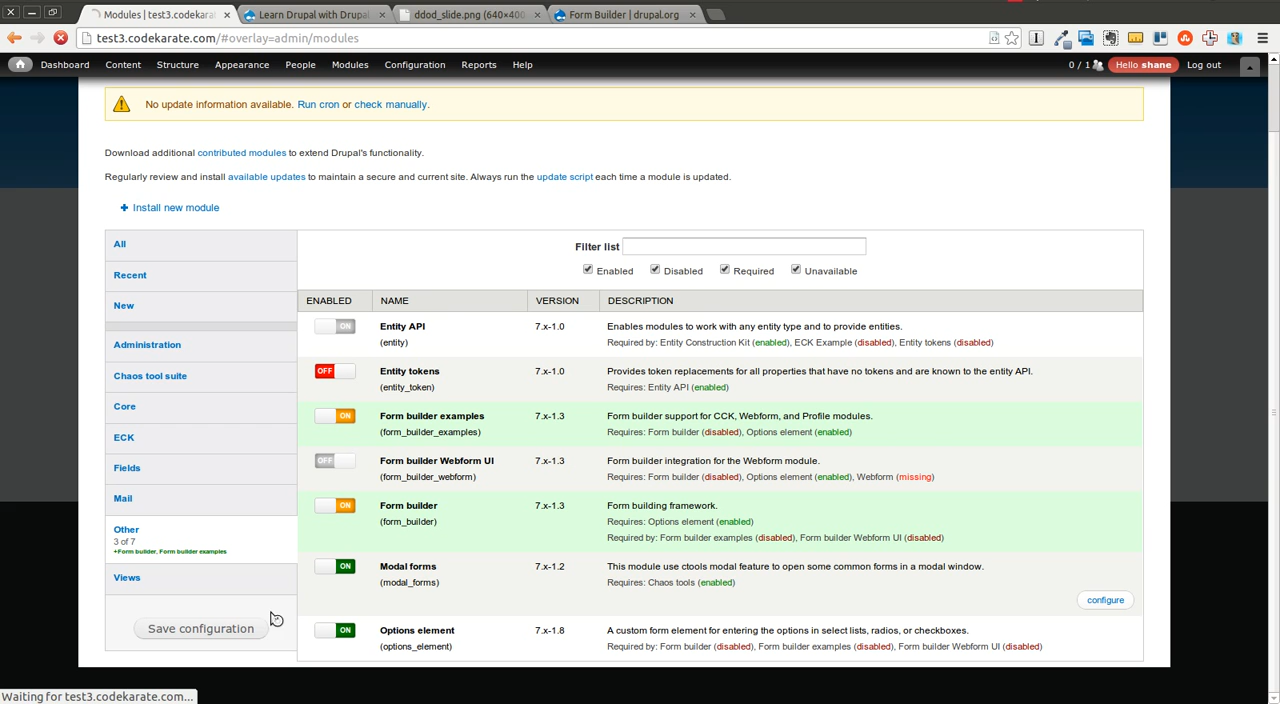 Modules | test3.codekarat
Learn Drupal with Drupal
ddod_slide.png (640×400
Form Builder | drupal.org
test3.codekarate.com/#overlay=admin/modules
Dashboard Content Structure Appearance People Modules Configuration Reports Help 0 / 1 Hello shane Log out
No update information available. Run cron or check manually.
Download additional contributed modules to extend Drupal's functionality.
Regularly review and install available updates to maintain a secure and current site. Always run the update script each time a module is updated.
Install new module
All
Recent
New
Administration
Chaos tool suite
Core
ECK
Fields
Mail
Other
3 of 7
+Form builder, Form builder examples
Views
Save configuration
Filter list
Enabled Disabled Required Unavailable
ENABLED NAME VERSION DESCRIPTION
ON Entity API 7.x-1.0 Enables modules to work with any entity type and to provide entities.
(entity) Required by: Entity Construction Kit (enabled), ECK Example (disabled), Entity tokens (disabled)
OFF Entity tokens 7.x-1.0 Provides token replacements for all properties that have no tokens and are known to the entity API.
(entity_token) Requires: Entity API (enabled)
ON Form builder examples 7.x-1.3 Form builder support for CCK, Webform, and Profile modules.
(form_builder_examples) Requires: Form builder (disabled), Options element (enabled)
OFF Form builder Webform UI 7.x-1.3 Form builder integration for the Webform module.
(form_builder_webform) Requires: Form builder (disabled), Options element (enabled), Webform (missing)
ON Form builder 7.x-1.3 Form building framework.
(form_builder) Requires: Options element (enabled)
Required by: Form builder examples (disabled), Form builder Webform UI (disabled)
ON Modal forms 7.x-1.2 This module use ctools modal feature to open some common forms in a modal window.
(modal_forms) Requires: Chaos tools (enabled)
configure
ON Options element 7.x-1.8 A custom form element for entering the options in select lists, radios, or checkboxes.
(options_element) Required by: Form builder (disabled), Form builder examples (disabled), Form builder Webform UI (disabled)
Waiting for test3.codekarate.com...